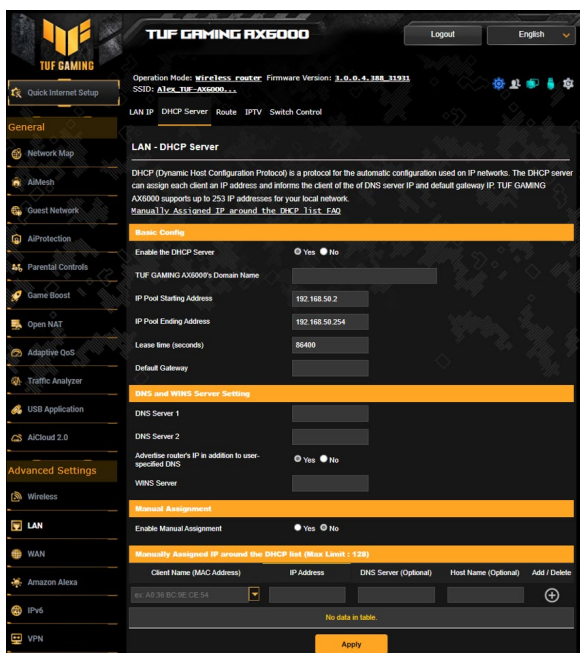 TUF GAMING
TUF GAMING AX6000
Logout
English
Operation Mode: Wireless router Firmware Version: 3.0.0.4.388_31931
SSID: Alex_TUF-AX6000...
Quick Internet Setup
General
Network Map
AiMesh
Guest Network
AiProtection
Parental Controls
Game Boost
Open NAT
Adaptive QoS
Traffic Analyzer
USB Application
AiCloud 2.0
Advanced Settings
Wireless
LAN
WAN
Amazon Alexa
IPv6
VPN
LAN IP DHCP Server Route IPTV Switch Control
LAN - DHCP Server
DHCP (Dynamic Host Configuration Protocol) is a protocol for the automatic configuration used on IP networks. The DHCP server
can assign each client an IP address and informs the client of the of DNS server IP and default gateway IP. TUF GAMING
AX6000 supports up to 253 IP addresses for your local network.
Manually Assigned IP around the DHCP list FAQ
Basic Config
Enable the DHCP Server Yes No
TUF GAMING AX6000's Domain Name
IP Pool Starting Address 192.168.50.2
IP Pool Ending Address 192.168.50.254
Lease time (seconds) 86400
Default Gateway
DNS and WINS Server Setting
DNS Server 1
DNS Server 2
Advertise router's IP in addition to user-
specified DNS Yes No
WINS Server
Manual Assignment
Enable Manual Assignment Yes No
Manually Assigned IP around the DHCP list (Max Limit : 128)
Client Name (MAC Address) IP Address DNS Server (Optional) Host Name (Optional) Add / Delete
ex: A0:36:BC:9E:CE:54
No data in table.
Apply